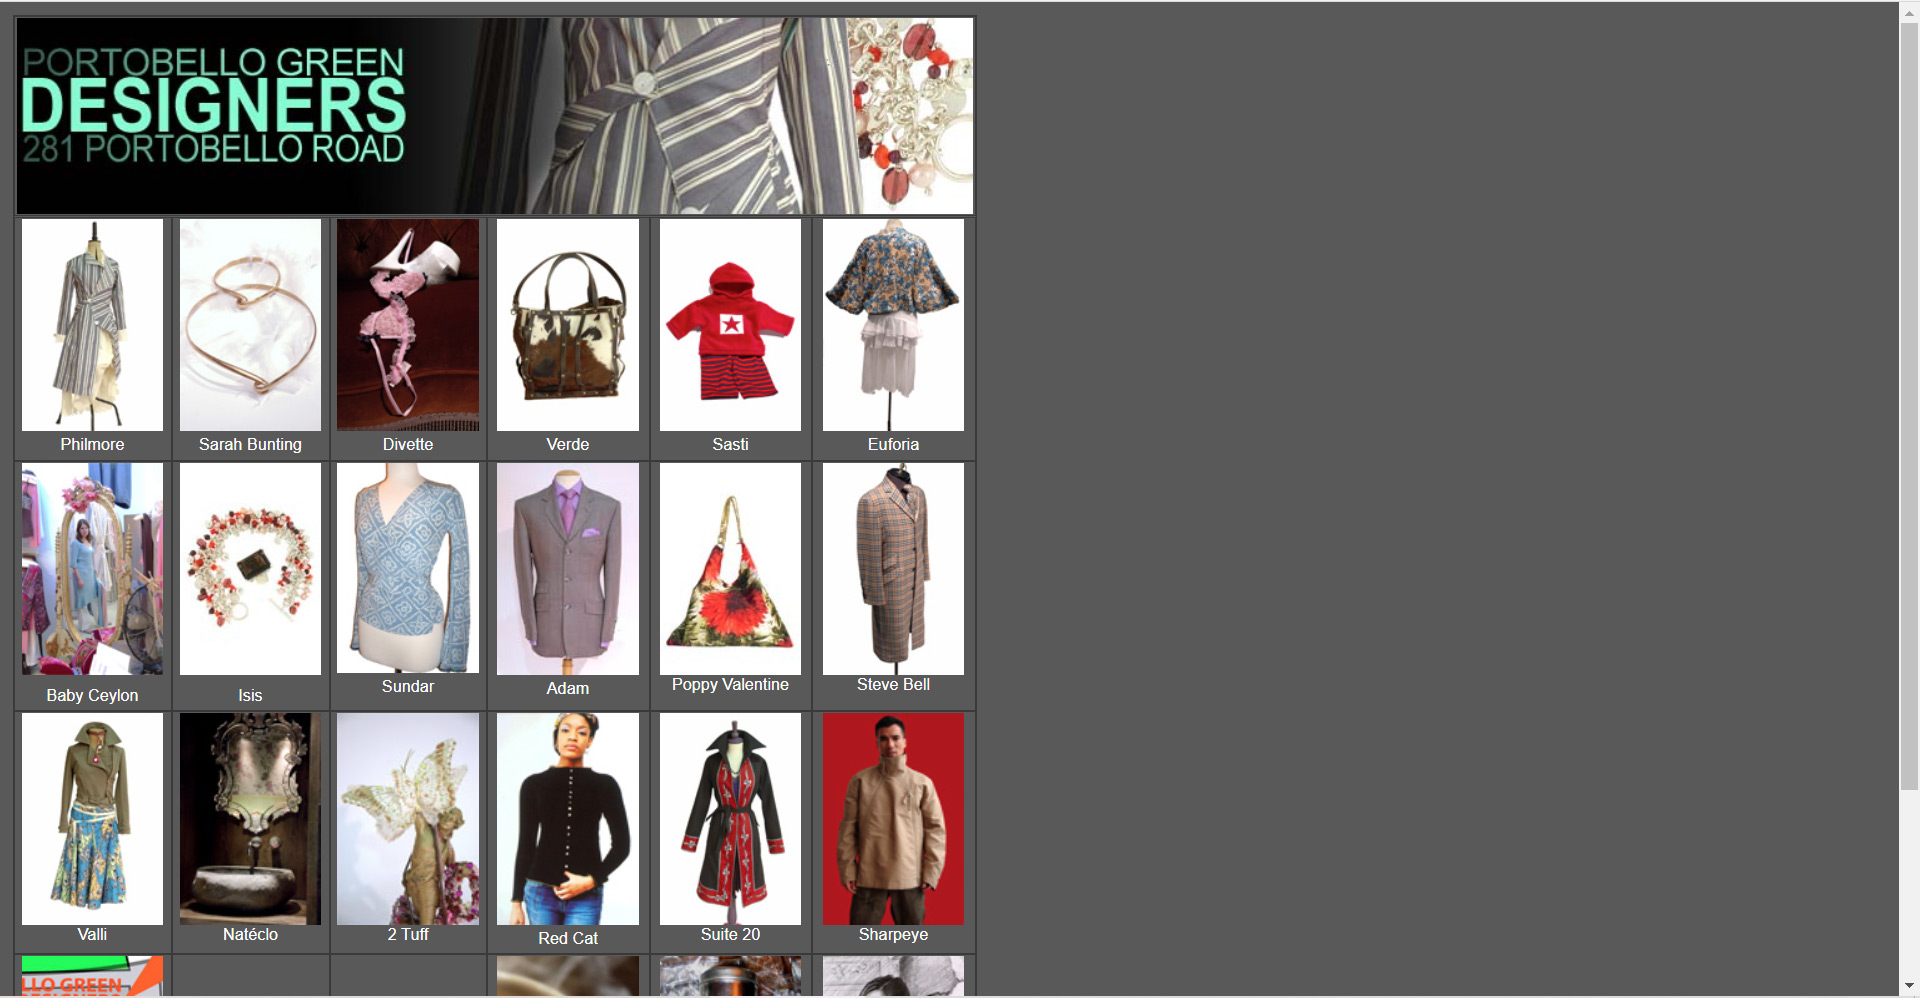 PORTOBELLO GREEN
DESIGNERS
281 PORTOBELLO ROAD
Philmore
Sarah Bunting
Divette
Verde
Sasti
Euforia
Baby Ceylon
Isis
Sundar
Adam
Poppy Valentine
Steve Bell
Valli
Natéclo
2 Tuff
Red Cat
Suite 20
Sharpeye
LLO GREEN